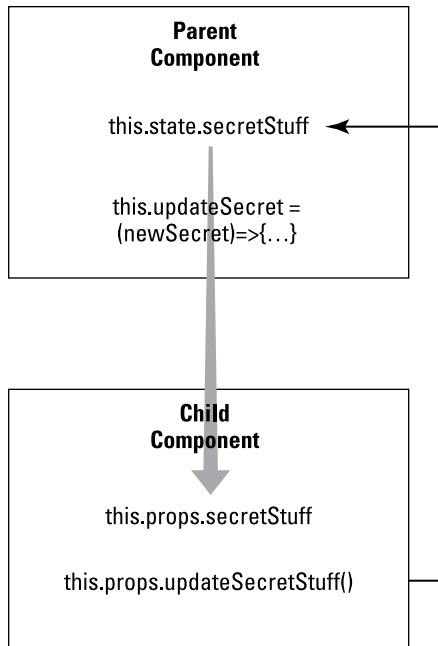 Parent
Component
this.state.secretStuff
this.updateSecret =
(newSecret)=>{...}
Child
Component
this.props.secretStuff
this.props.updateSecretStuff()